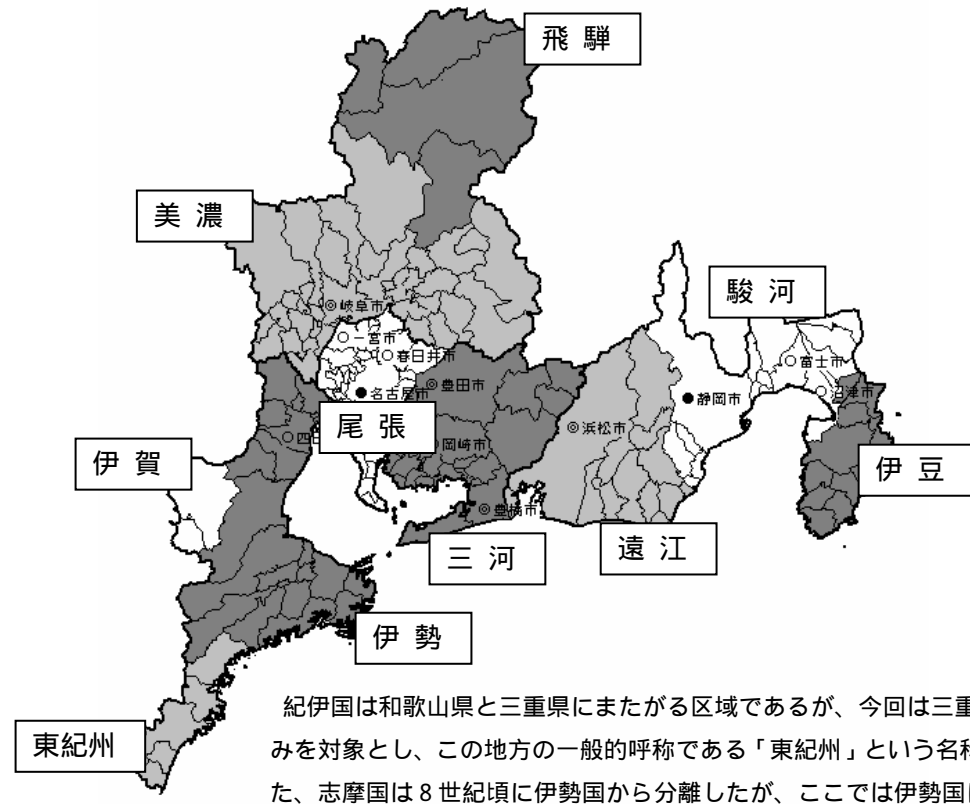 飛騨
美濃
駿河
◎岐阜市
○一宮市
○春日井市
○富士市
◎豊田市
●名古屋市
●静岡市
○沼津市
尾張
◎浜松市
○四日
岡崎市
伊賀
伊豆
◎豊橋市
遠江
三河
伊勢
紀伊国は和歌山県と三重県にまたがる区域であるが、今回は三重
東紀州
みを対象とし、この地方の一般的呼称である「東紀州」という名称
た、志摩国は8世紀頃に伊勢国から分離したが、ここでは伊勢国